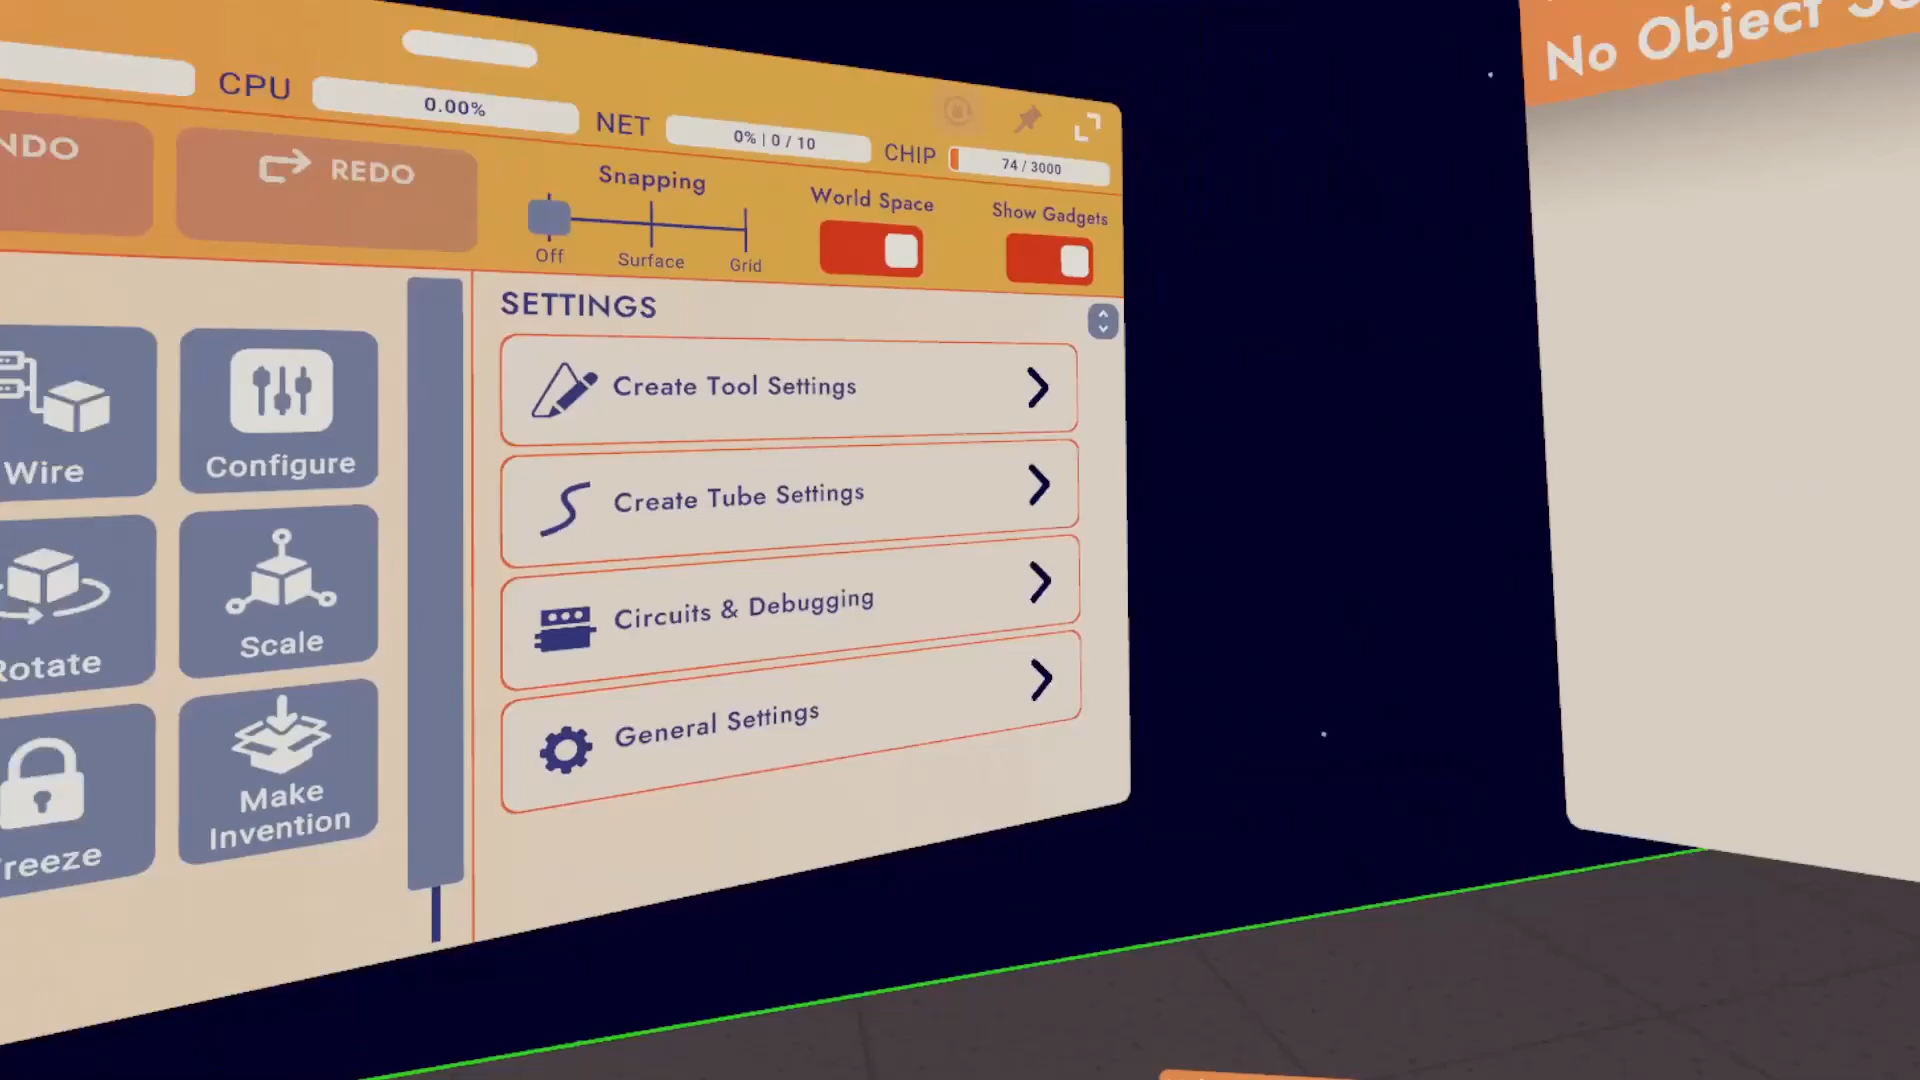 No Object
CPU
0.00%
NET
0% | 0 / 10
CHIP
74 / 3000
NDO
REDO
Snapping
Off
Surface
Grid
World Space
Show Gadgets
SETTINGS
Wire
Configure
Create Tool Settings
Create Tube Settings
Rotate
Scale
Circuits & Debugging
reeze
Make
Invention
General Settings